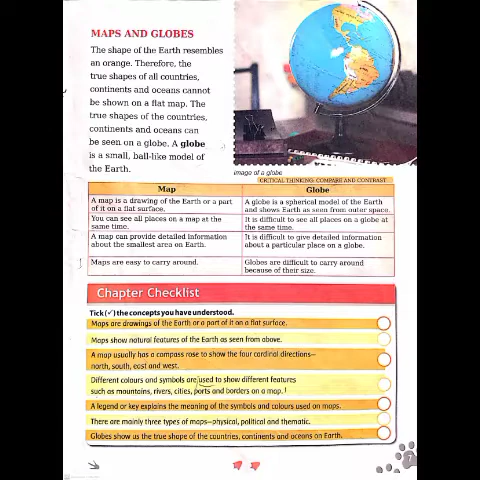 MAPS AND GLOBES
The shape of the Earth resembles
an orange. Therefore, the
true shapes of all countries,
continents and oceans cannot
be shown on a flat map. The
true shapes of the countries,
continents and oceans can
be seen on a globe. A globe
is a small, ball-like model of
the Earth.
Image of a globe
CRITICAL THINKING: COMPARE AND CONTRAST
Map
Globe
A map is a drawing of the Earth or a part
of it on a flat surface.
A globe is a spherical model of the Earth
and shows Earth as seen from outer space.
You can see all places on a map at the
same time.
It is difficult to see all places on a globe at
the same time.
A map can provide detailed information
about the smallest area on Earth.
It is difficult to give detailed information
about a particular place on a globe.
Maps are easy to carry around.
Globes are difficult to carry around
because of their size.
Chapter Checklist
Tick (✓) the concepts you have understood.
Maps are drawings of the Earth or a part of it on a flat surface.
Maps show natural features of the Earth as seen from above.
A map usually has a compass rose to show the four cardinal directions—
north, south, east and west.
Different colours and symbols are used to show different features
such as mountains, rivers, cities, ports and borders on a map.
A legend or key explains the meaning of the symbols and colours used on maps.
There are mainly three types of maps—physical, political and thematic.
Globes show us the true shape of the countries, continents and oceans on Earth.